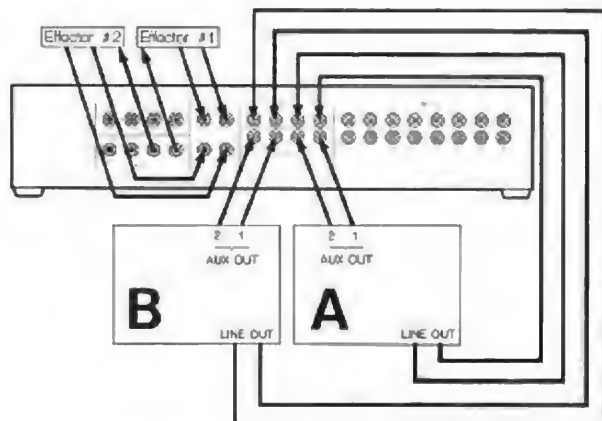 Effector #2
Effector #1
2 1
AUX OUT
B
LINE OUT
2 1
AUX OUT
A
LINE OUT